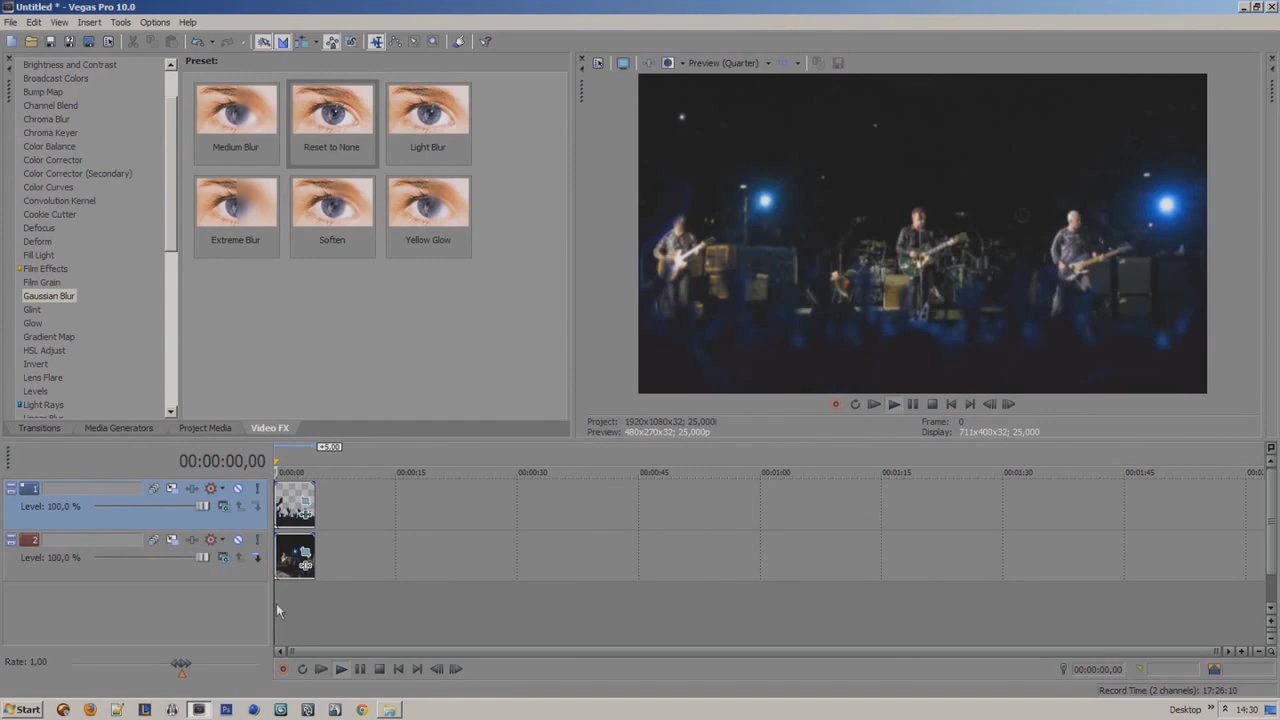 Untitled * - Vegas Pro 10.0
File Edit View Insert Tools Options Help
Brightness and Contrast
Broadcast Colors
Bump Map
Channel Blend
Chroma Blur
Chroma Keyer
Color Balance
Color Corrector
Color Corrector (Secondary)
Color Curves
Convolution Kernel
Cookie Cutter
Defocus
Deform
Fill Light
Film Effects
Film Grain
Gaussian Blur
Glint
Glow
Gradient Map
HSL Adjust
Invert
Lens Flare
Levels
Light Rays
Preset:
Medium Blur Reset to None Light Blur
Extreme Blur Soften Yellow Glow
Transitions Media Generators Project Media Video FX
Preview (Quarter)
Project: 1920x1080x32; 25,000i Frame: 0
Preview: 480x270x32; 25,000p Display: 711x400x32; 25,000
+5.00
00:00:00,00
0:00:00 00:00:15 00:00:30 00:00:45 00:01:00 00:01:15 00:01:30 00:01:45 00:0
1
Level: 100,0 %
2
Level: 100,0 %
Rate: 1,00
00:00:00,00
Record Time (2 channels): 17:26:10
Start Desktop 14:30